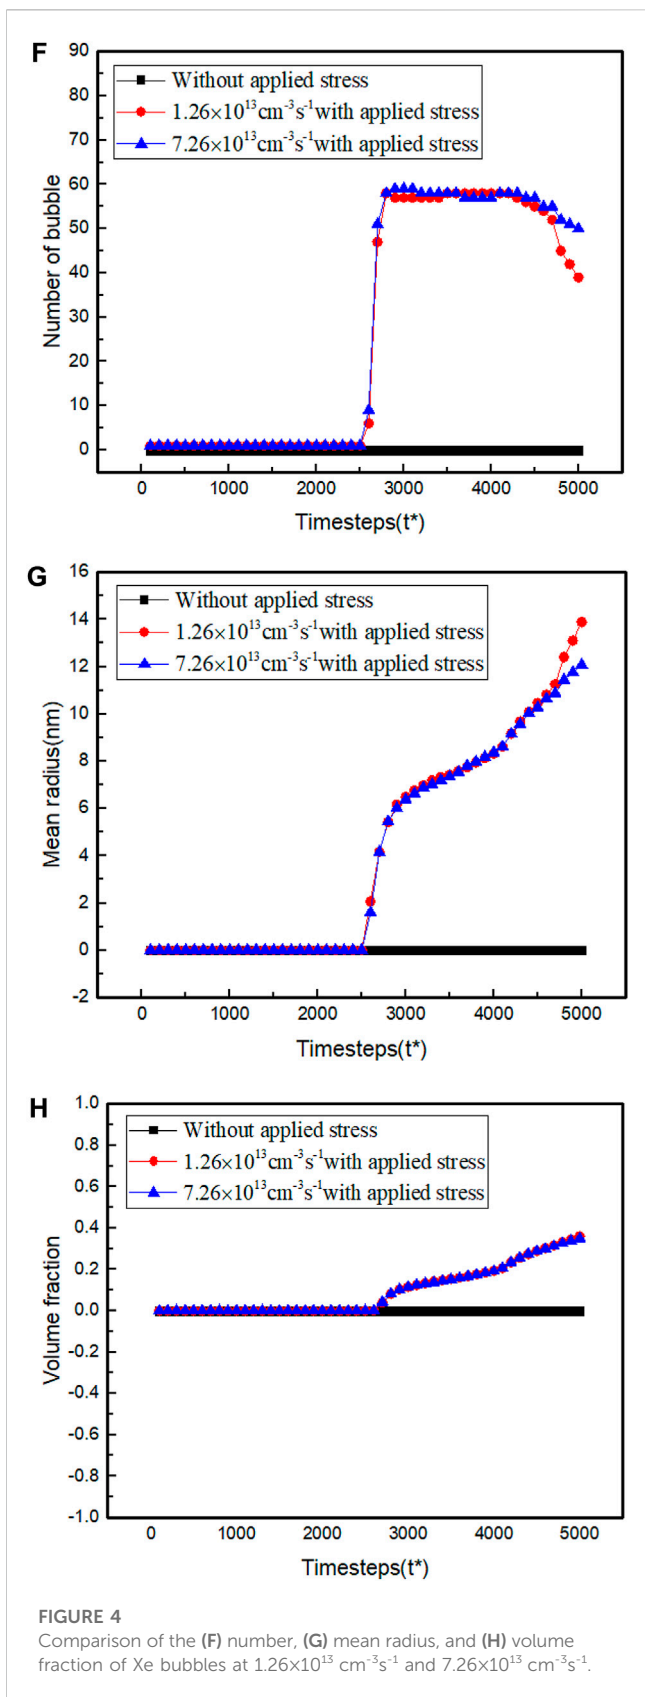 F
90
80
70
60
50
40
30
20
10
0
Number of bubble
Without applied stress
1.26×10¹³cm⁻³s⁻¹with applied stress
7.26×10¹³cm⁻³s⁻¹with applied stress
0 1000 2000 3000 4000 5000
Timesteps(t*)
G
16
14
12
10
8
6
4
2
0
-2
Mean radius(nm)
Without applied stress
1.26×10¹³cm⁻³s⁻¹with applied stress
7.26×10¹³cm⁻³s⁻¹with applied stress
0 1000 2000 3000 4000 5000
Timesteps(t*)
H
1.0
0.8
0.6
0.4
0.2
0.0
-0.2
-0.4
-0.6
-0.8
-1.0
Volume fraction
Without applied stress
1.26×10¹³cm⁻³s⁻¹with applied stress
7.26×10¹³cm⁻³s⁻¹with applied stress
0 1000 2000 3000 4000 5000
Timesteps(t*)
FIGURE 4
Comparison of the (F) number, (G) mean radius, and (H) volume
fraction of Xe bubbles at 1.26×10¹³ cm⁻³s⁻¹ and 7.26×10¹³ cm⁻³s⁻¹.